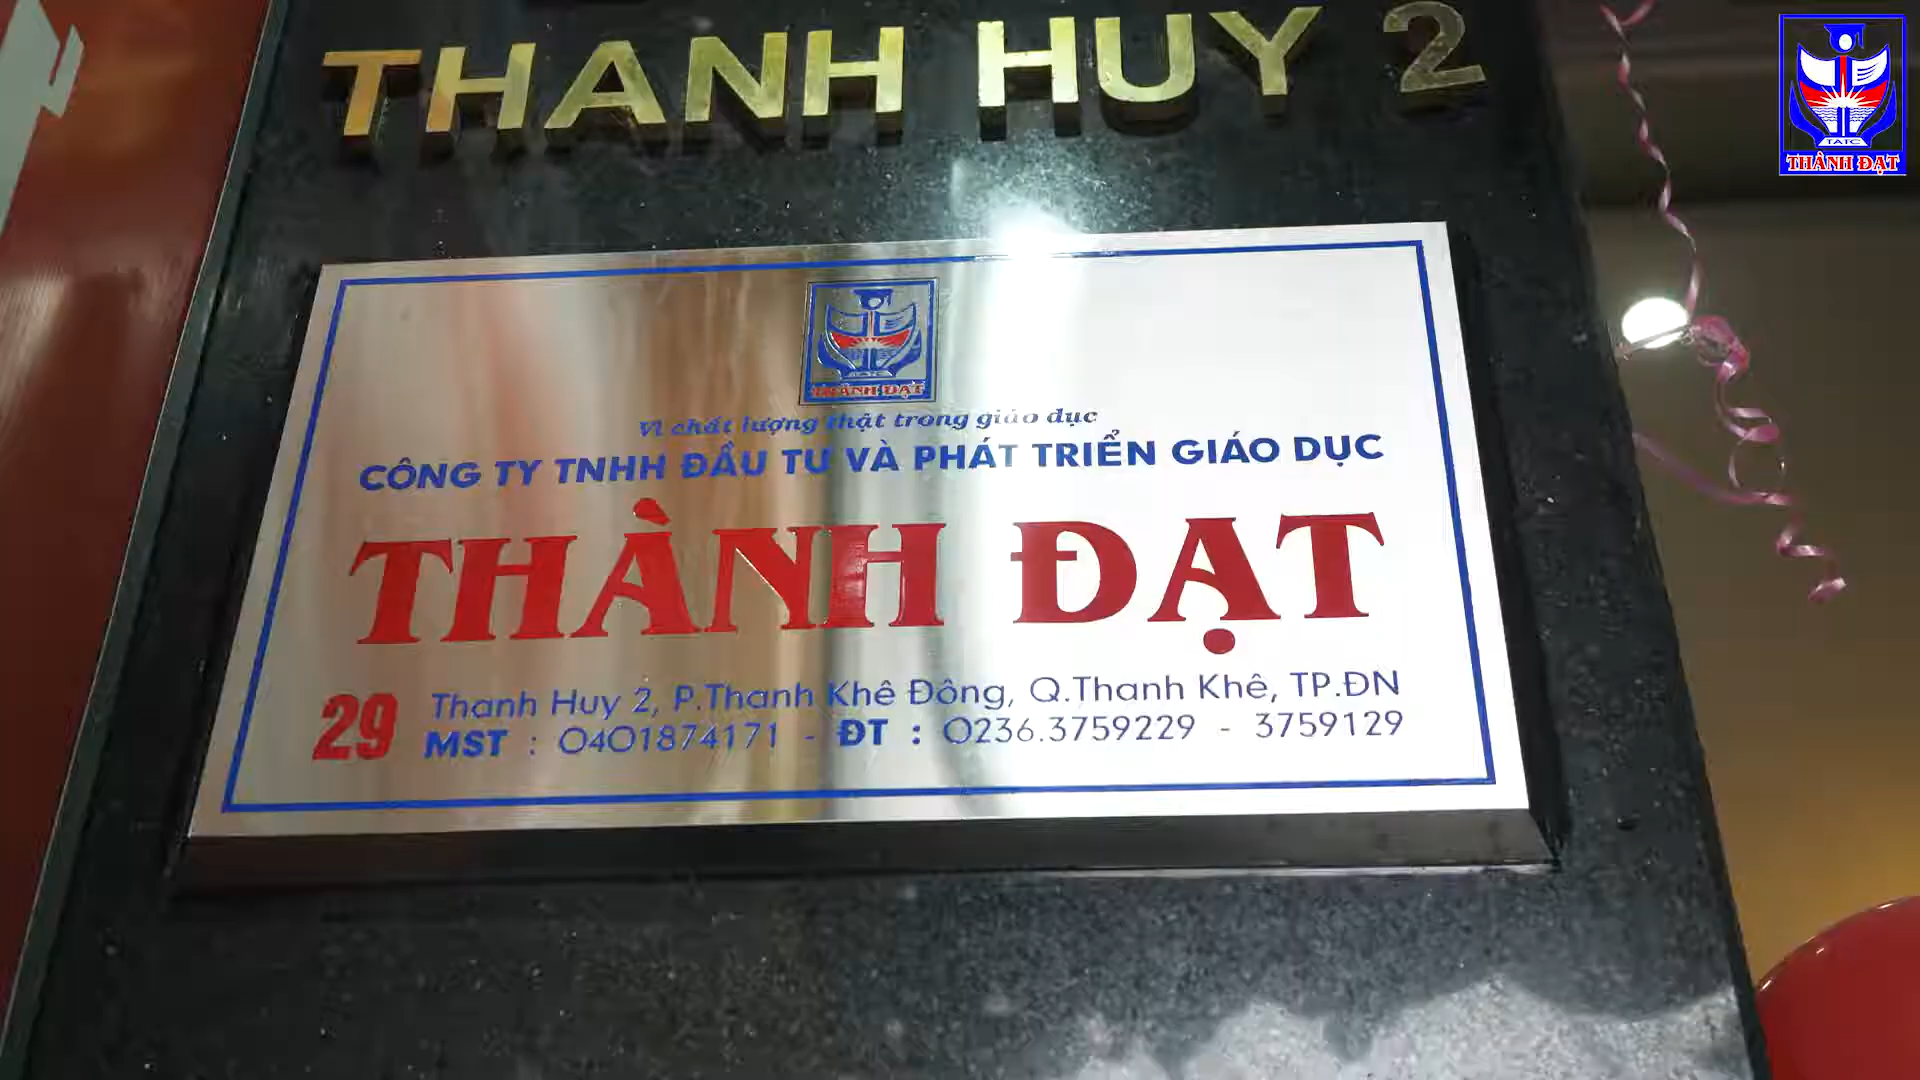 THANH HUY 2
TATC
THÀNH ĐẠT
TATC
THÀNH ĐẠT
Vì chất lượng thật trong giáo dục
CÔNG TY TNHH ĐẦU TƯ VÀ PHÁT TRIỂN GIÁO DỤC
THÀNH ĐẠT
29 Thanh Huy 2, P.Thanh Khê Đông, Q.Thanh Khê, TP.ĐN
MST : 0401874171 - ĐT : 0236.3759229 - 3759129